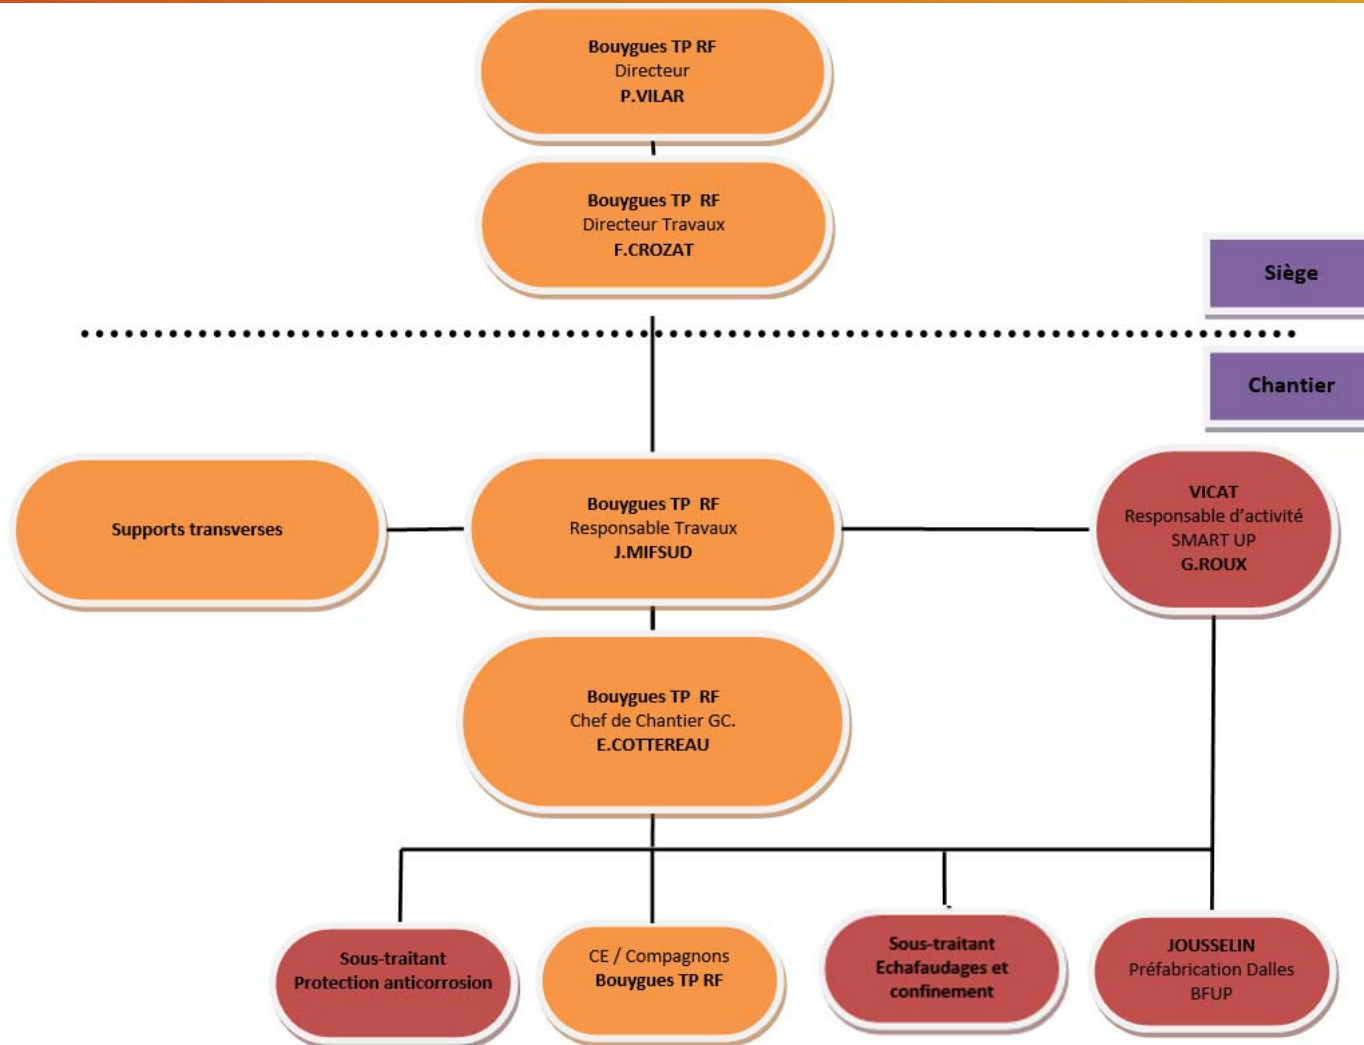 Bouygues TP RF
Directeur
P.VILAR
Bouygues TP RF
Directeur Travaux
F.CROZAT
Siège
Chantier
Supports transverses
Bouygues TP RF
Responsable Travaux
J.MIFSUD
VICAT
Responsable d'activité
SMART UP
G.ROUX
Bouygues TP RF
Chef de Chantier GC.
E.COTTEREAU
Sous-traitant
Protection anticorrosion
CE / Compagnons
Bouygues TP RF
Sous-traitant
Echafaudages et
confinement
JOUSSELIN
Préfabrication Dalles
BFUP